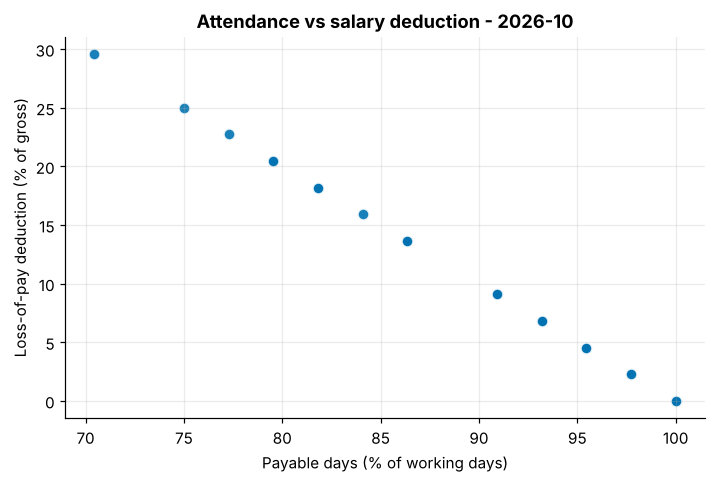 Attendance vs salary deduction - 2026-10
Loss-of-pay deduction (% of gross)
30
25
20
15
10
5
0
70 75 80 85 90 95 100
Payable days (% of working days)